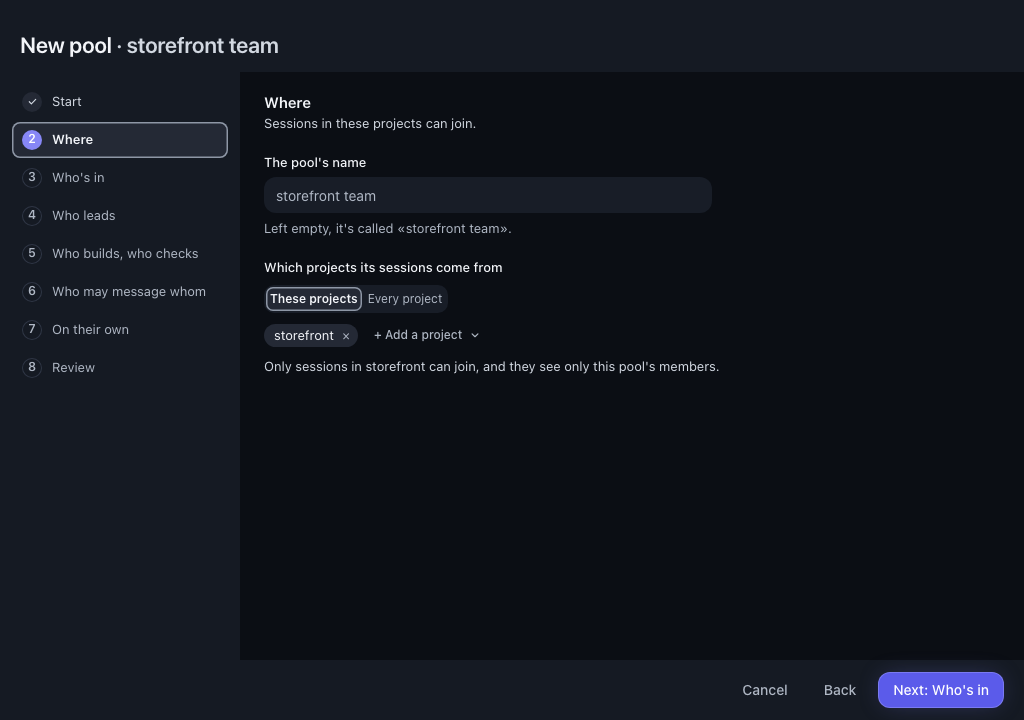 New pool · storefront team
Start
2 Where
3 Who's in
4 Who leads
5 Who builds, who checks
6 Who may message whom
7 On their own
8 Review
Where
Sessions in these projects can join.
The pool's name
storefront team
Left empty, it's called «storefront team».
Which projects its sessions come from
These projects Every project
storefront × + Add a project
Only sessions in storefront can join, and they see only this pool's members.
Cancel Back Next: Who's in